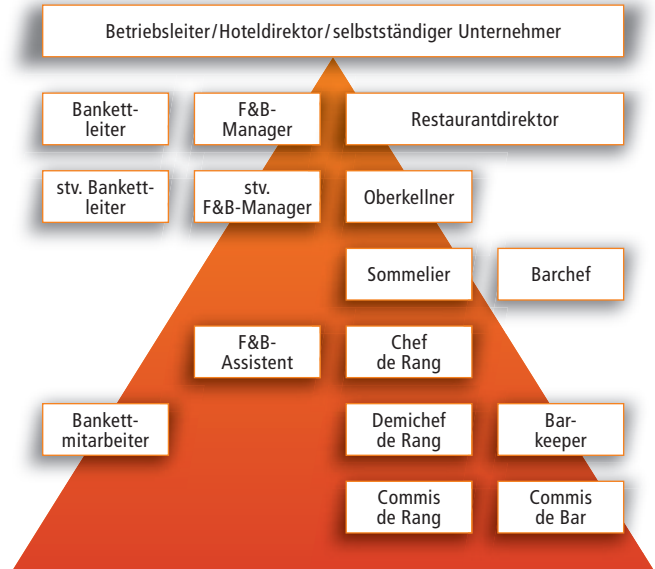 Betriebsleiter/Hoteldirektor/selbstständiger Unternehmer
Bankett-
leiter
F&B-
Manager
Restaurantdirektor
stv. Bankett-
leiter
stv.
F&B-Manager
Oberkellner
Sommelier
Barchef
F&B-
Assistent
Chef
de Rang
Bankett-
mitarbeiter
Demichef
de Rang
Bar-
keeper
Commis
de Rang
Commis
de Bar